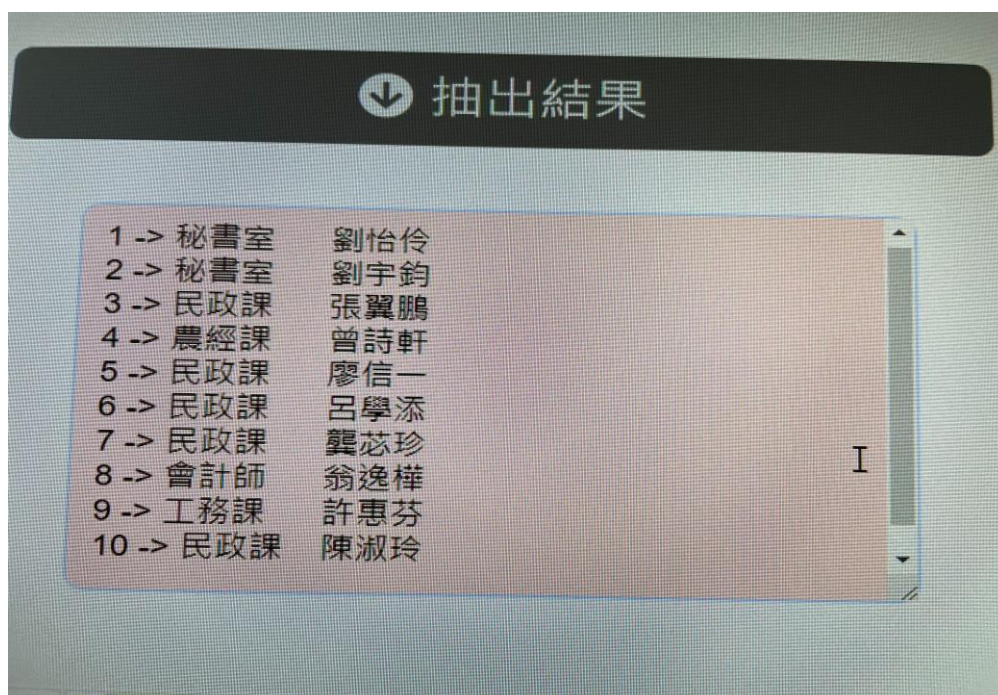 抽出結果
1 -> 秘書室 劉怡伶
2 -> 秘書室 劉宇鈞
3 -> 民政課 張翼鵬
4 -> 農經課 曾詩軒
5 -> 民政課 廖信一
6 -> 民政課 呂學添
7 -> 民政課 龔苾珍
8 -> 會計師 翁逸樺
9 -> 工務課 許惠芬
10 -> 民政課 陳淑玲